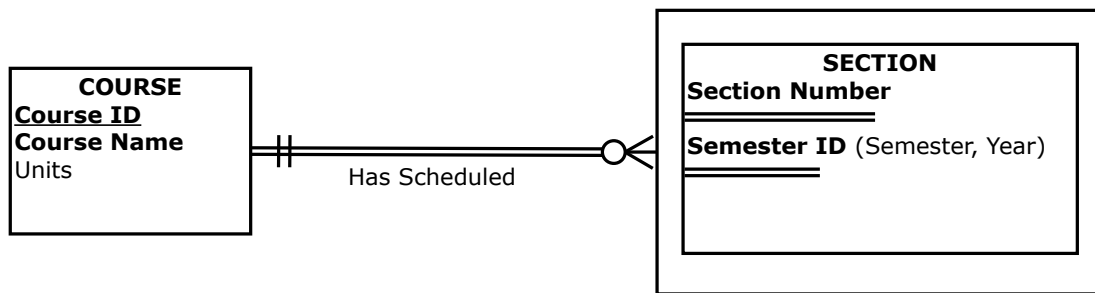 COURSE
Course ID
Course Name
Units
Has Scheduled
SECTION
Section Number
Semester ID (Semester, Year)